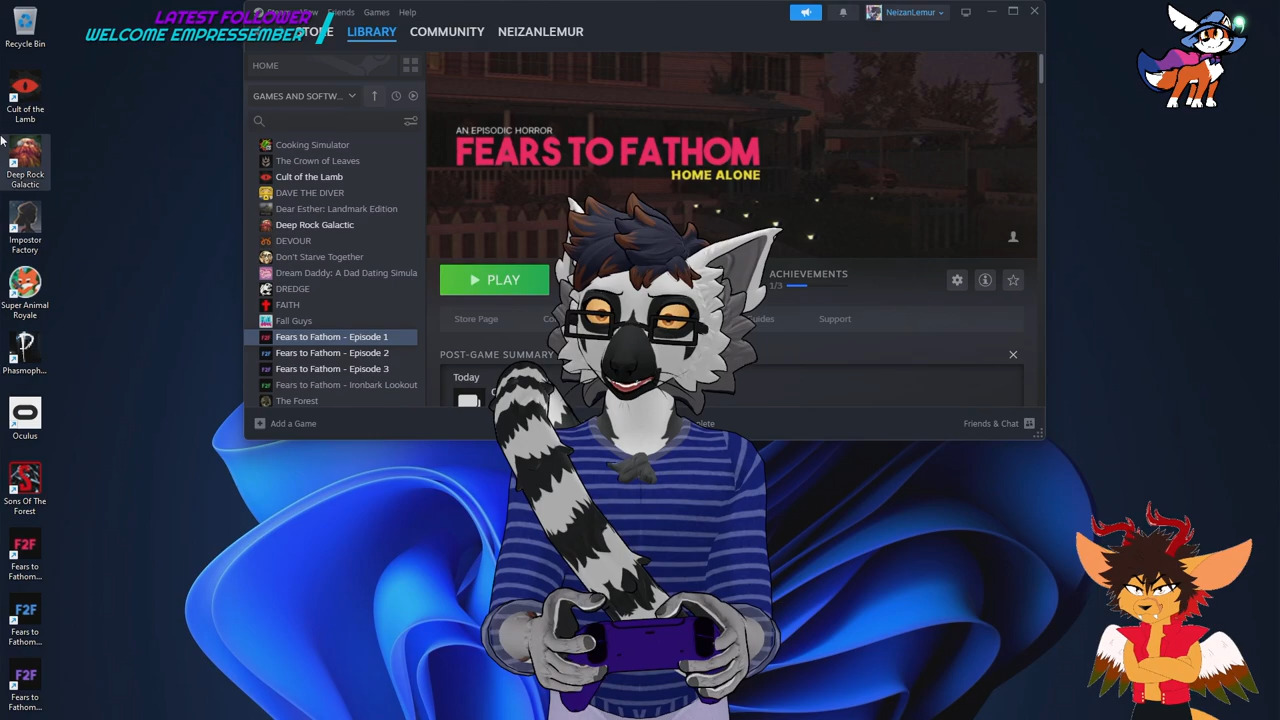 LATEST FOLLOWER
WELCOME EMPRESSEMBER
Friends
Games
Help
NeizanLemur
STORE
LIBRARY
COMMUNITY
NEIZANLEMUR
HOME
GAMES AND SOFTW...
Cooking Simulator
The Crown of Leaves
Cult of the Lamb
DAVE THE DIVER
Dear Esther: Landmark Edition
Deep Rock Galactic
DEVOUR
Don't Starve Together
Dream Daddy: A Dad Dating Simula
DREDGE
FAITH
Fall Guys
Fears to Fathom - Episode 1
Fears to Fathom - Episode 2
Fears to Fathom - Episode 3
Fears to Fathom - Ironbark Lookout
The Forest
Add a Game
AN EPISODIC HORROR
FEARS TO FATHOM
HOME ALONE
PLAY
ACHIEVEMENTS
1/3
Store Page
Support
POST-GAME SUMMARY
Today
Friends & Chat
Recycle Bin
Cult of the
Lamb
Deep Rock
Galactic
Impostor
Factory
Super Animal
Royale
Phasmoph...
Oculus
Sons Of The
Forest
F2F
Fears to
Fathom...
F2F
Fears to
Fathom...
F2F
Fears to